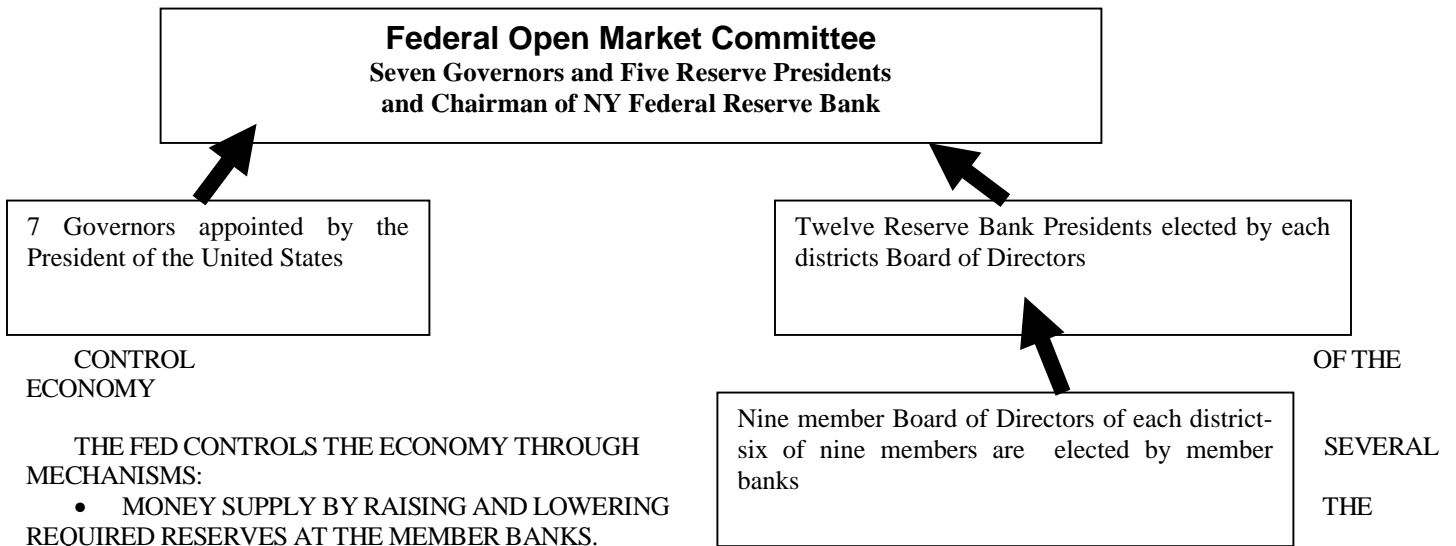 Federal Open Market Committee
Seven Governors and Five Reserve Presidents
and Chairman of NY Federal Reserve Bank
7 Governors appointed by the
President of the United States
Twelve Reserve Bank Presidents elected by each
districts Board of Directors
CONTROL OF THE
ECONOMY
Nine member Board of Directors of each district-
six of nine members are elected by member
banks
THE FED CONTROLS THE ECONOMY THROUGH SEVERAL
MECHANISMS:
• MONEY SUPPLY BY RAISING AND LOWERING THE
REQUIRED RESERVES AT THE MEMBER BANKS.